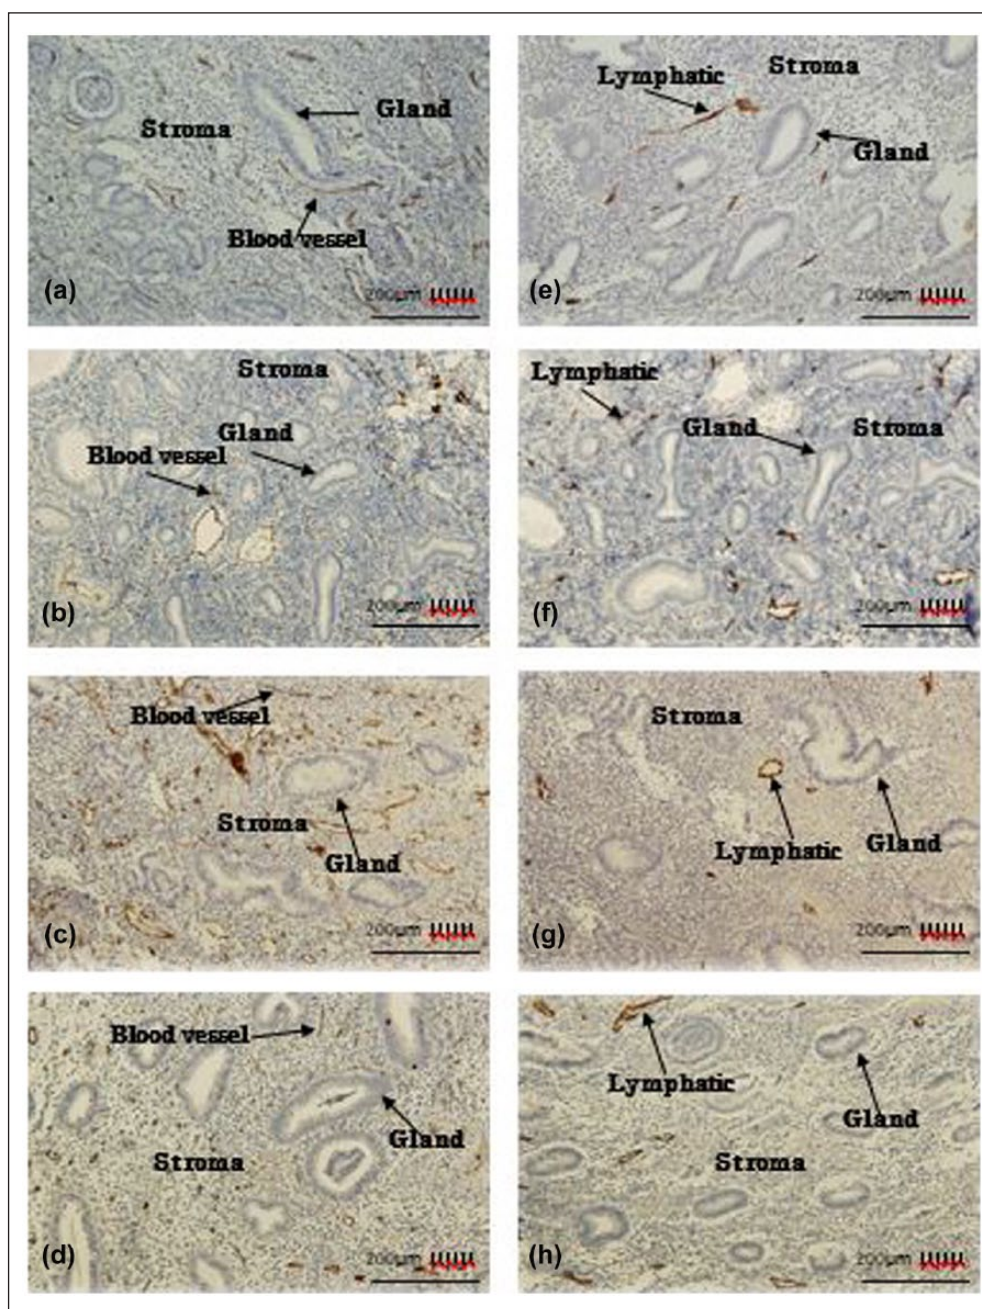 Gland
Stroma
Blood vessel
(a)
200µm
Stroma
Lymphatic
Gland
(e)
200µm
Stroma
Gland
Blood vessel
(b)
200µm
Lymphatic
Gland
Stroma
(f)
200µm
Blood vessel
Stroma
Gland
(c)
200µm
Stroma
Lymphatic
Gland
(g)
200µm
Blood vessel
Gland
Stroma
(d)
200µm
Lymphatic
Gland
Stroma
(h)
200µm